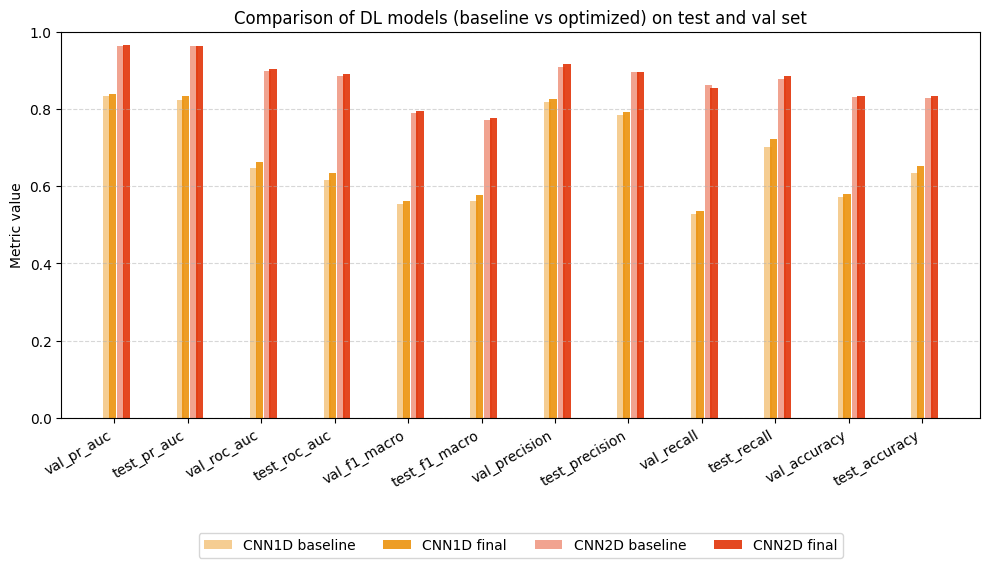 Comparison of DL models (baseline vs optimized) on test and val set
Metric value
1.0
0.8
0.6
0.4
0.2
0.0
val_pr_auc
test_pr_auc
val_roc_auc
test_roc_auc
val_f1_macro
test_f1_macro
val_precision
test_precision
val_recall
test_recall
val_accuracy
test_accuracy
CNN1D baseline CNN1D final CNN2D baseline CNN2D final